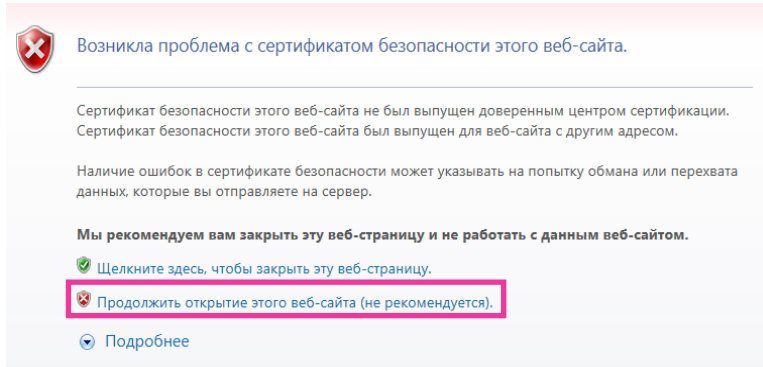 Возникла проблема с сертификатом безопасности этого веб-сайта.
Сертификат безопасности этого веб-сайта не был выпущен доверенным центром сертификации.
Сертификат безопасности этого веб-сайта был выпущен для веб-сайта с другим адресом.
Наличие ошибок в сертификате безопасности может указывать на попытку обмана или перехвата
данных, которые вы отправляете на сервер.
Мы рекомендуем вам закрыть эту веб-страницу и не работать с данным веб-сайтом.
Щелкните здесь, чтобы закрыть эту веб-страницу.
Продолжить открытие этого веб-сайта (не рекомендуется).
Подробнее